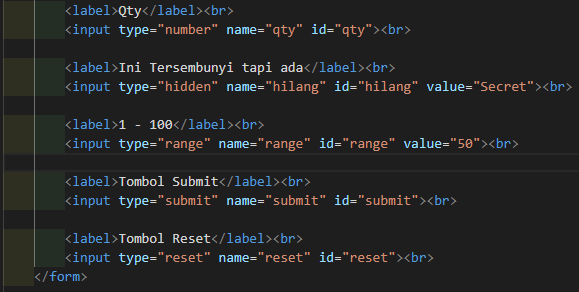 <label>Qty</label><br>
<input type="number" name="qty" id="qty"><br>
<label>Ini Tersembunyi tapi ada</label><br>
<input type="hidden" name="hilang" id="hilang" value="Secret"><br>
<label>1 - 100</label><br>
<input type="range" name="range" id="range" value="50"><br>
<label>Tombol Submit</label><br>
<input type="submit" name="submit" id="submit"><br>
<label>Tombol Reset</label><br>
<input type="reset" name="reset" id="reset"><br>
</form>